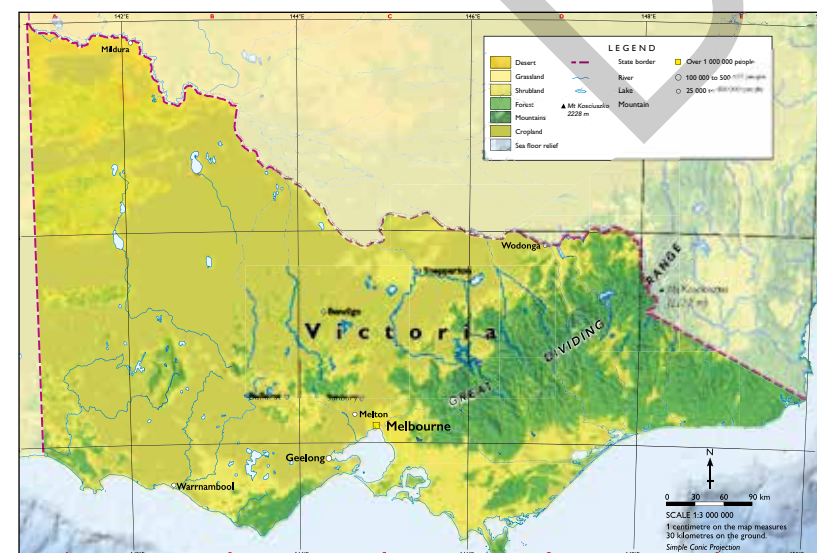 A B C D E
142°E 144°E 146°E 148°E
Mildura
LEGEND
Desert
Grassland
Shrubland
Forest
Mountains
Cropland
Sea floor relief
State border
River
Lake
▲ Mt Kosciuszko Mountain
2228 m
Over 1 000 000 people
100 000 to 500
25 000
Wodonga
RANGE
Shepparton
Mt Kosciuszko
Bendigo
Victoria
DIVIDING
GREAT
Melton
Melbourne
Geelong
Warrnambool
N
0 30 60 90 km
SCALE 1:3 000 000
1 centimetre on the map measures
30 kilometres on the ground.
Simple Conic Projection